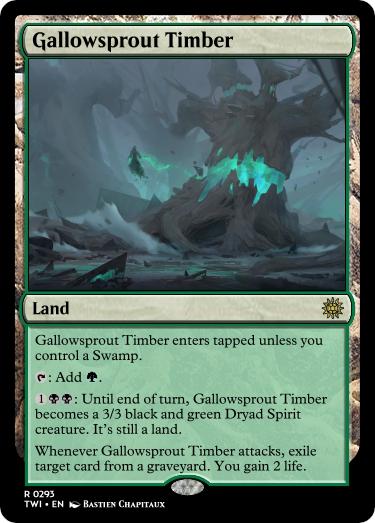 Gallowsprout Timber
Land
Gallowsprout Timber enters tapped unless you
control a Swamp.
: Add .
1: Until end of turn, Gallowsprout Timber
becomes a 3/3 black and green Dryad Spirit
creature. It's still a land.
Whenever Gallowsprout Timber attacks, exile
target card from a graveyard. You gain 2 life.
R 0293
TWI • EN Bastien Chapitaux